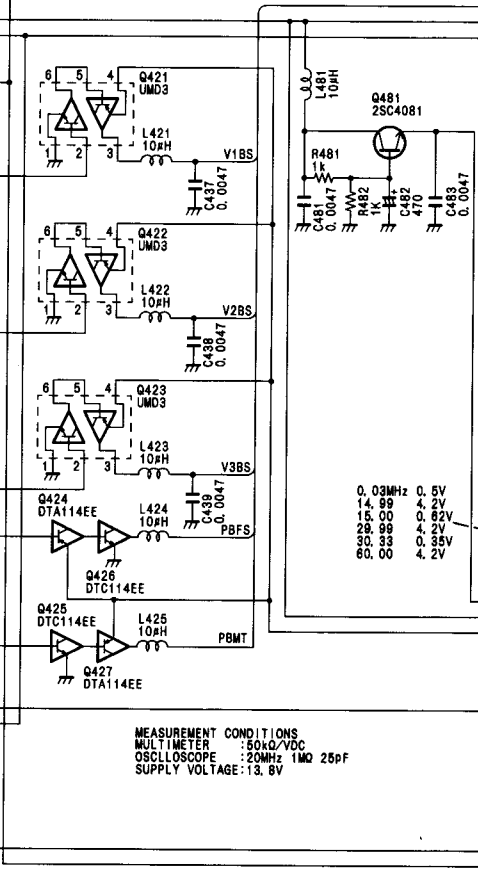 Q421
UMD3
6 5 4
1 2 3
L421
10μH
V1BS
C437
0.0047
L481
10μH
Q481
2SC4081
R481
1k
C481
0.0047
R482
1K
C482
470
C483
0.0047
Q422
UMD3
6 5 4
1 2 3
L422
10μH
V2BS
C438
0.0047
Q423
UMD3
6 5 4
1 2 3
L423
10μH
V3BS
C439
0.0047
Q424
DTA114EE
L424
10μH
PBFS
Q426
DTC114EE
Q425
DTC114EE
L425
10μH
PBMT
Q427
DTA114EE
0.03MHz 0.5V
14.99 4.2V
15.00 0.62V
29.99 4.2V
30.33 0.35V
60.00 4.2V
MEASUREMENT CONDITIONS
MULTIMETER :50kΩ/VDC
OSCLLOSCOPE :20MHz 1MΩ 25pF
SUPPLY VOLTAGE:13.8V